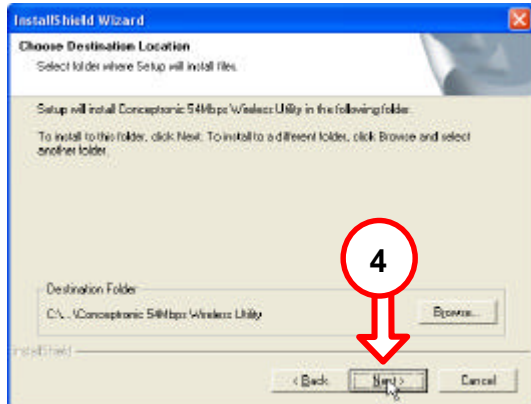 InstallShield Wizard
Choose Destination Location
Select folder where Setup will install files.
Setup will install Conceptronic 54Mbps Wireless Utility in the following folder.
To install to this folder, click Next. To install to a different folder, click Browse and select
another folder.
4
Destination Folder
C:\...\Conceptronic 54Mbps Wireless Utility
Browse...
InstallShield
< Back
Next >
Cancel